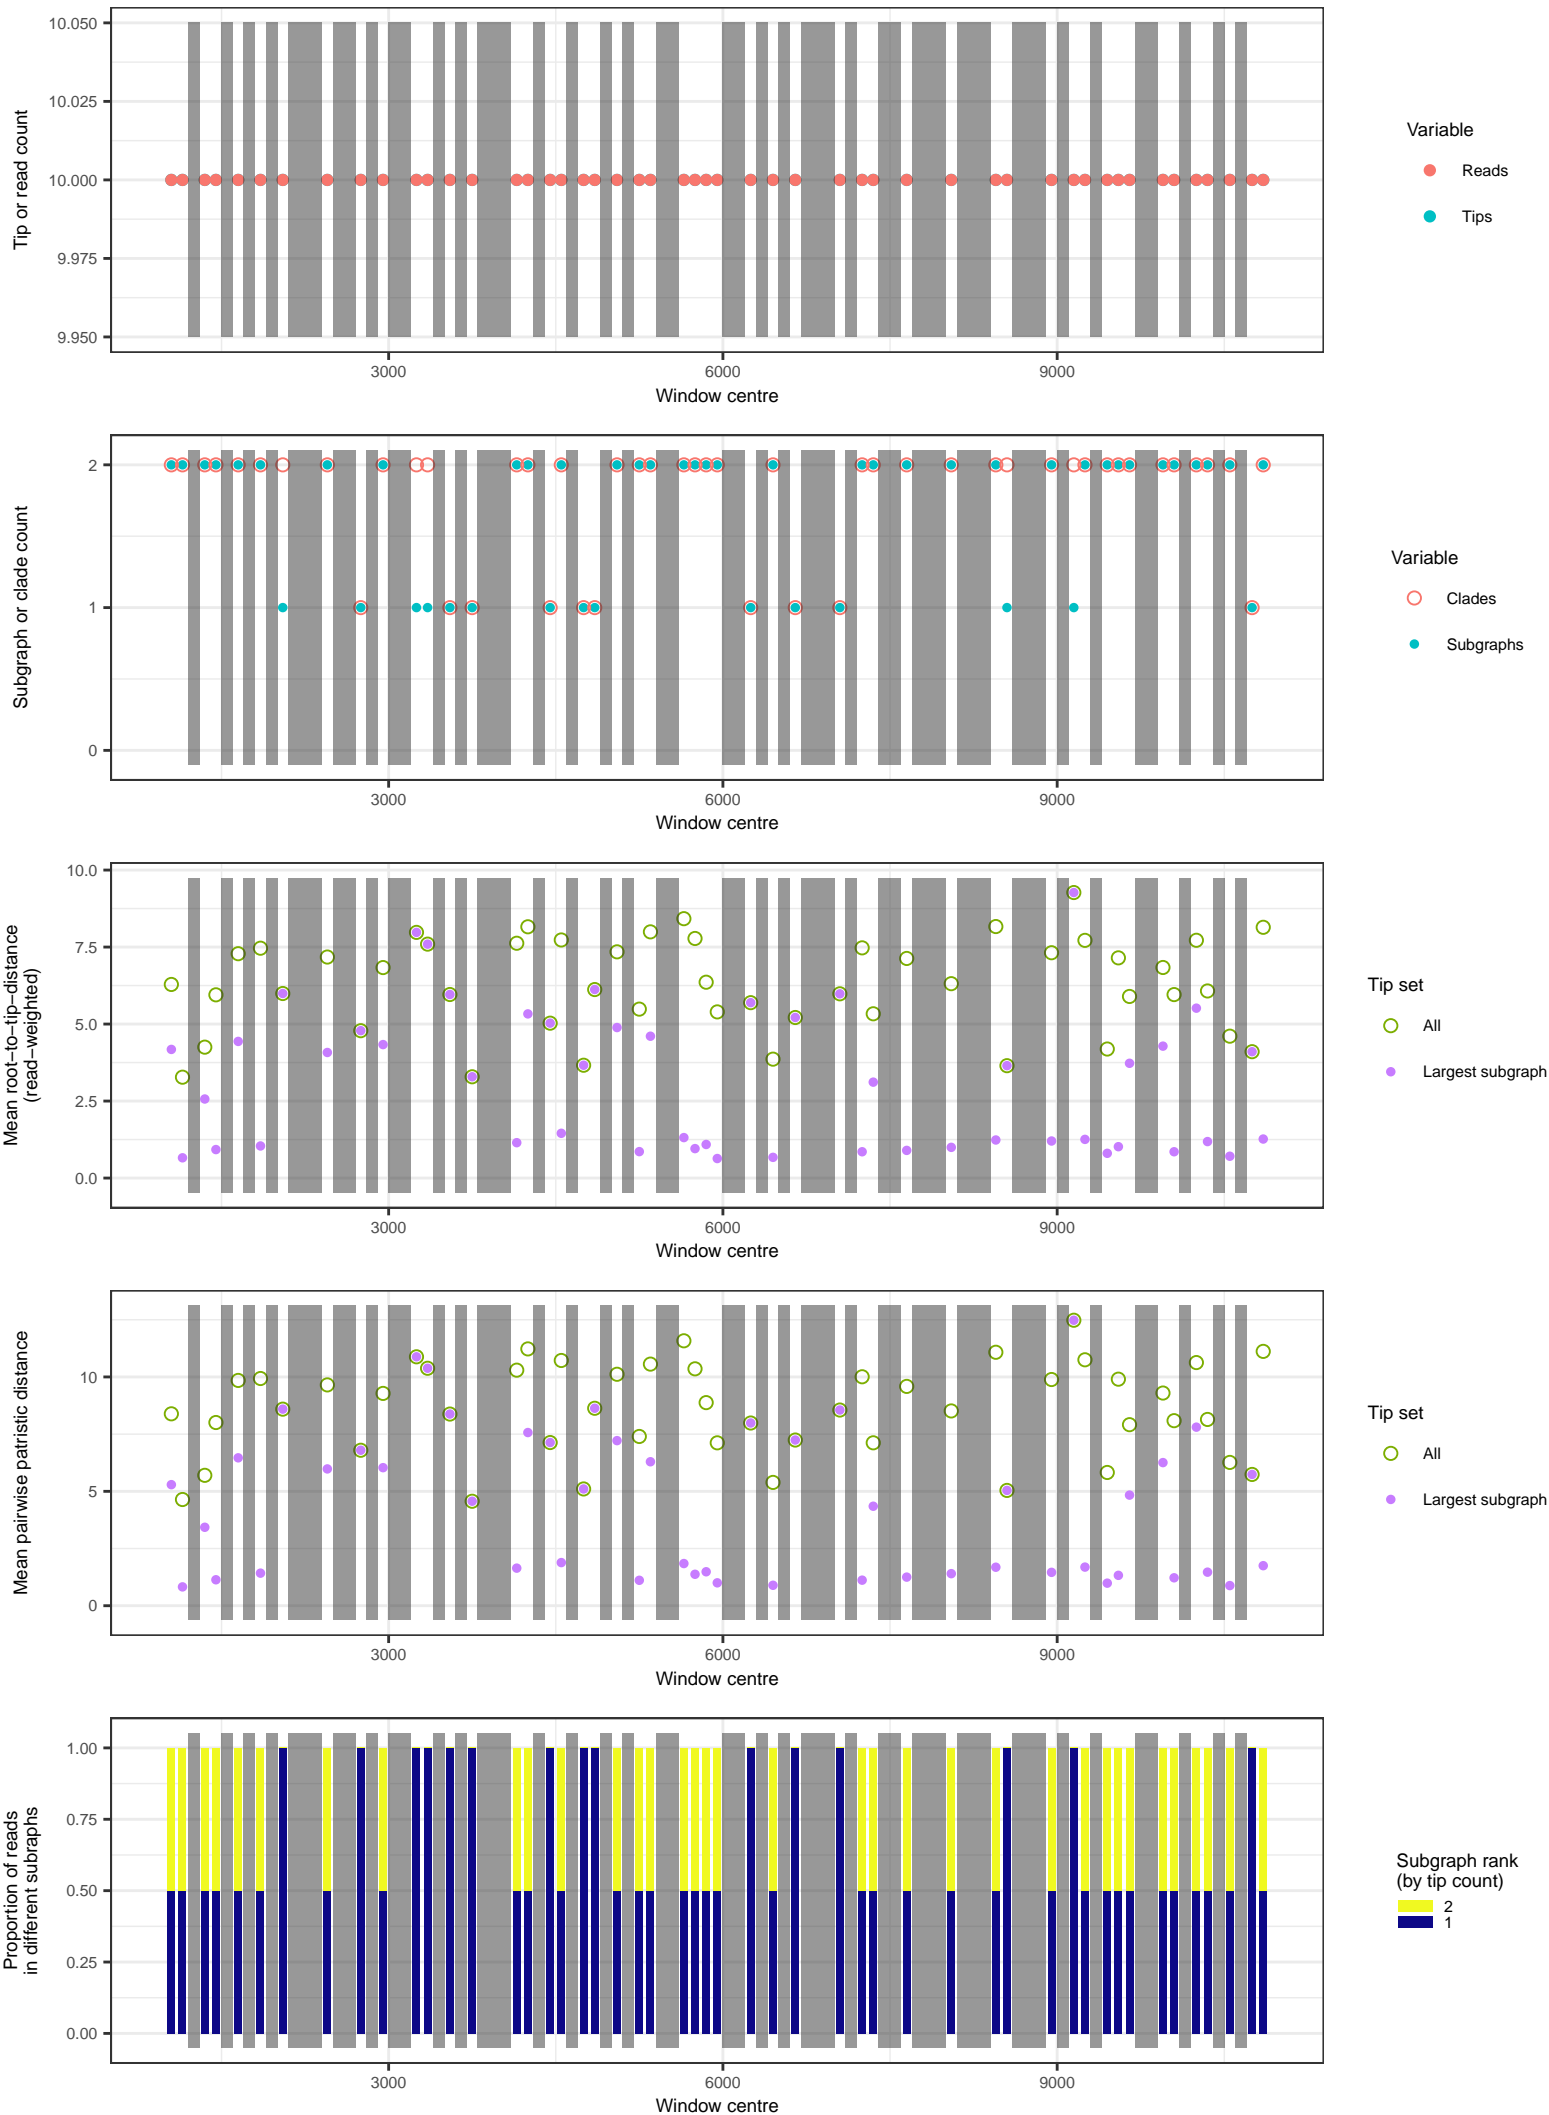 10.050
10.025
10.000
9.975
9.950
Tip or read count
3000
6000
9000
Window centre
Variable
Reads
Tips
2
1
0
Subgraph or clade count
3000
6000
9000
Window centre
Variable
Clades
Subgraphs
10.0
7.5
5.0
2.5
0.0
Mean root−to−tip−distance
(read−weighted)
3000
6000
9000
Window centre
Tip set
All
Largest subgraph
10
5
0
Mean pairwise patristic distance
3000
6000
9000
Window centre
Tip set
All
Largest subgraph
1.00
0.75
0.50
0.25
0.00
Proportion of reads
in different subraphs
3000
6000
9000
Window centre
Subgraph rank
(by tip count)
2
1